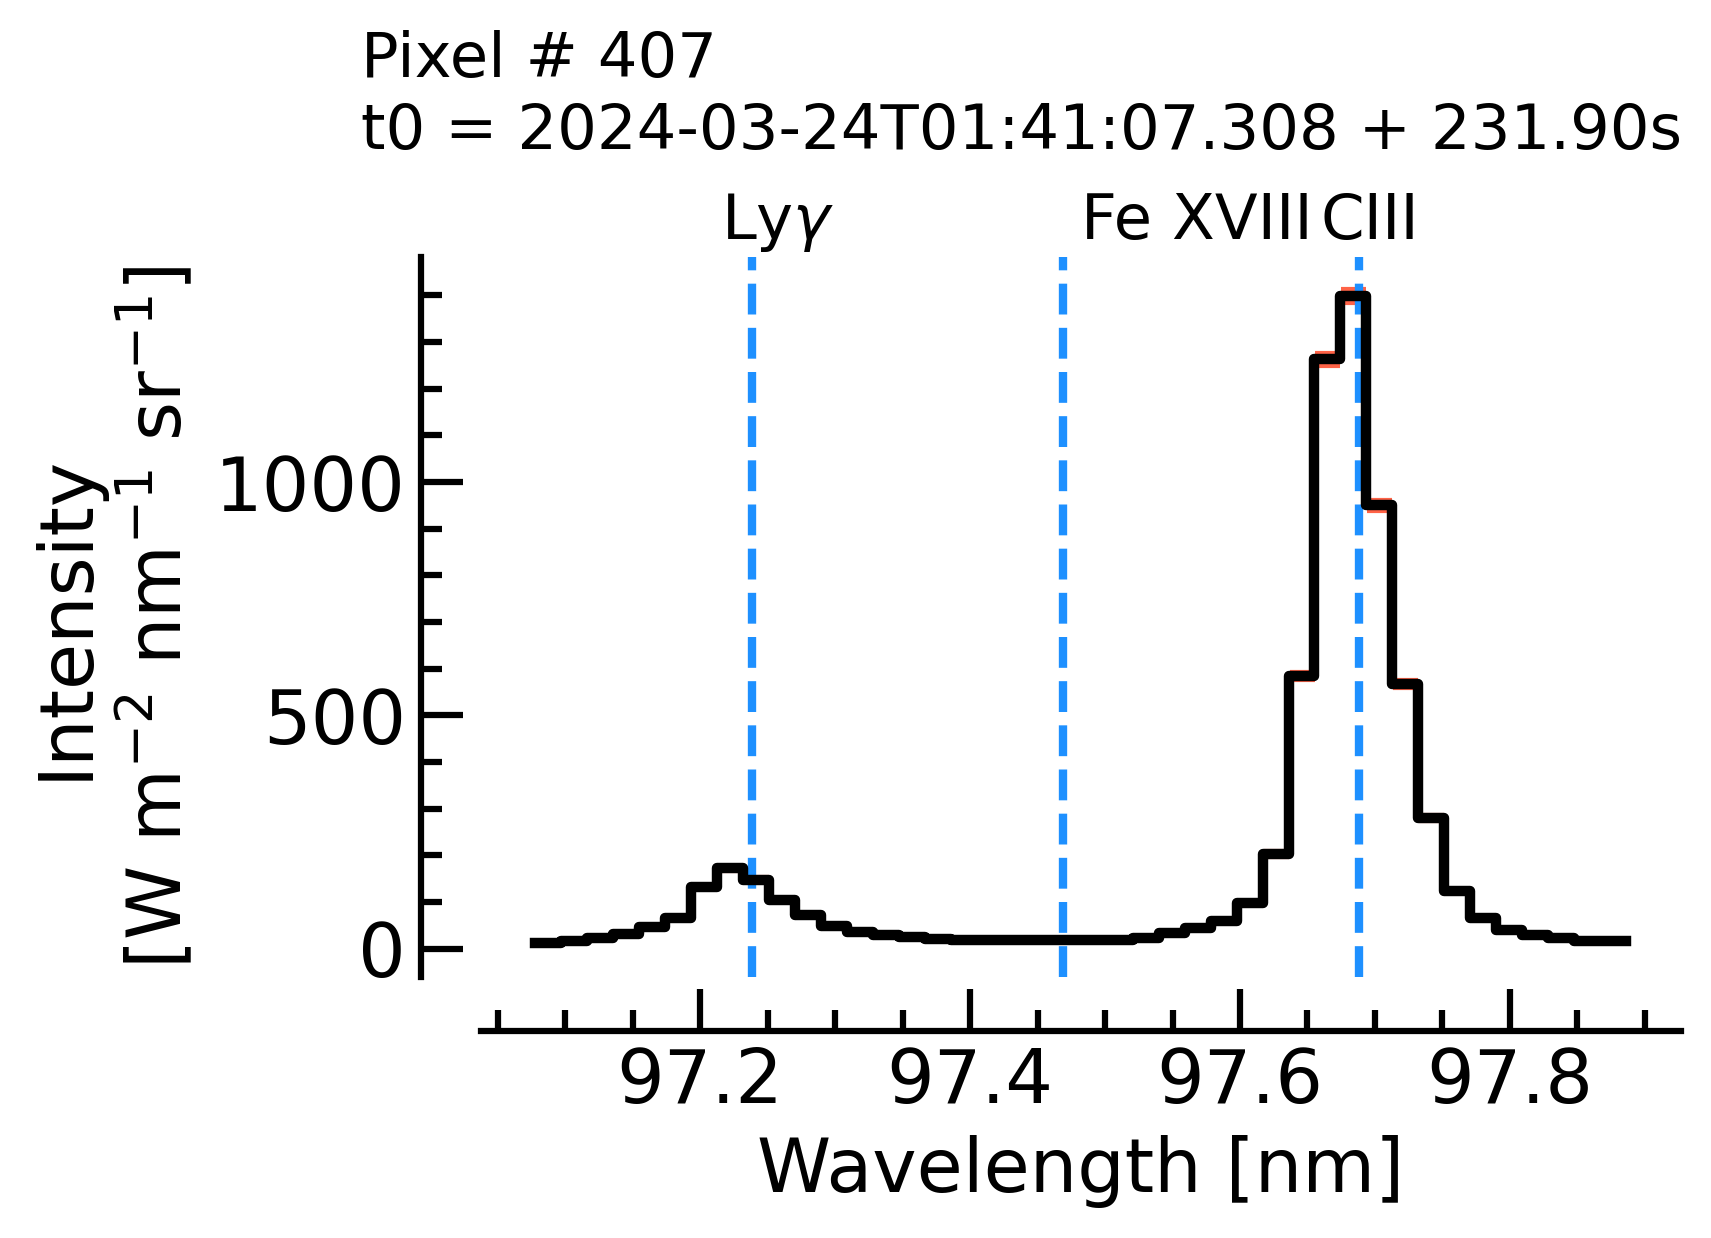 Pixel # 407
t0 = 2024-03-24T01:41:07.308 + 231.90s
Lyγ Fe XVIII CIII
Intensity
[W m⁻² nm⁻¹ sr⁻¹]
1000
500
0
97.2 97.4 97.6 97.8
Wavelength [nm]